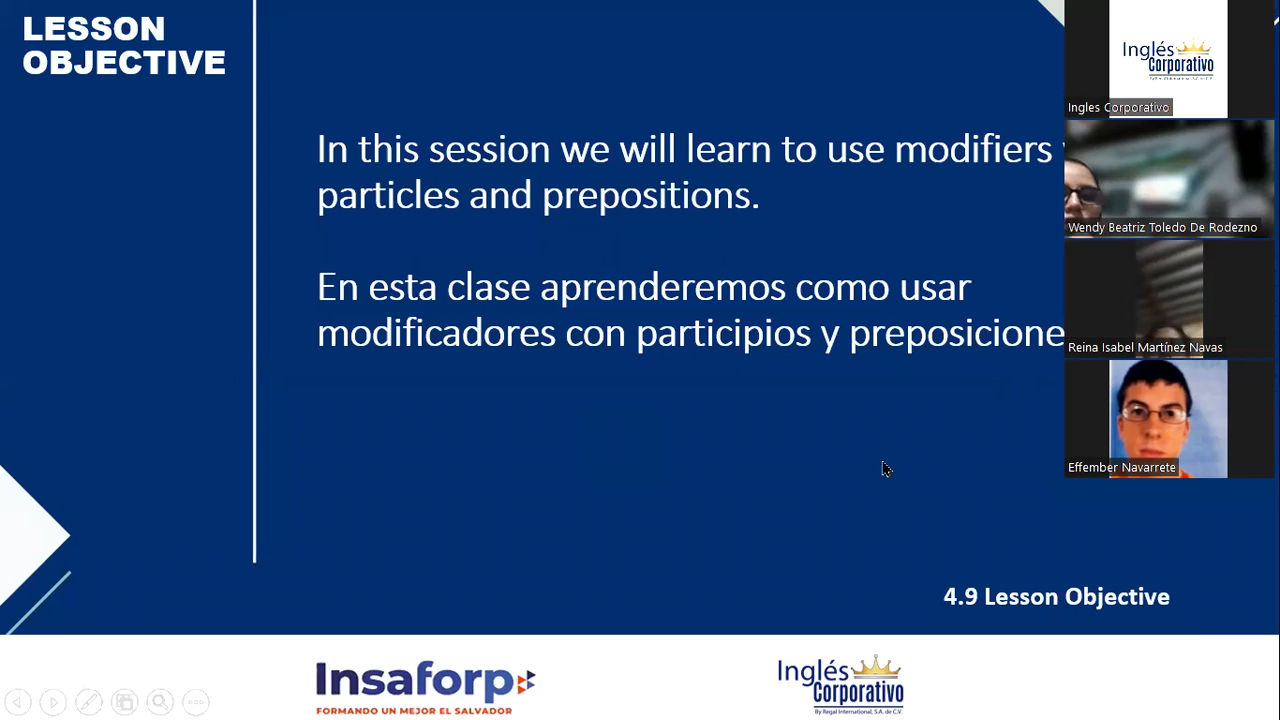 LESSON
OBJECTIVE
In this session we will learn to use modifiers
particles and prepositions.
En esta clase aprenderemos como usar
modificadores con participios y preposicione
4.9 Lesson Objective
Insaforp
FORMANDO UN MEJOR EL SALVADOR
Inglés
Corporativo
By Regal International, S.A. de C.V.
Inglés
Corporativo
Ingles Corporativo
Wendy Beatriz Toledo De Rodezno
Reina Isabel Martínez Navas
Effember Navarrete